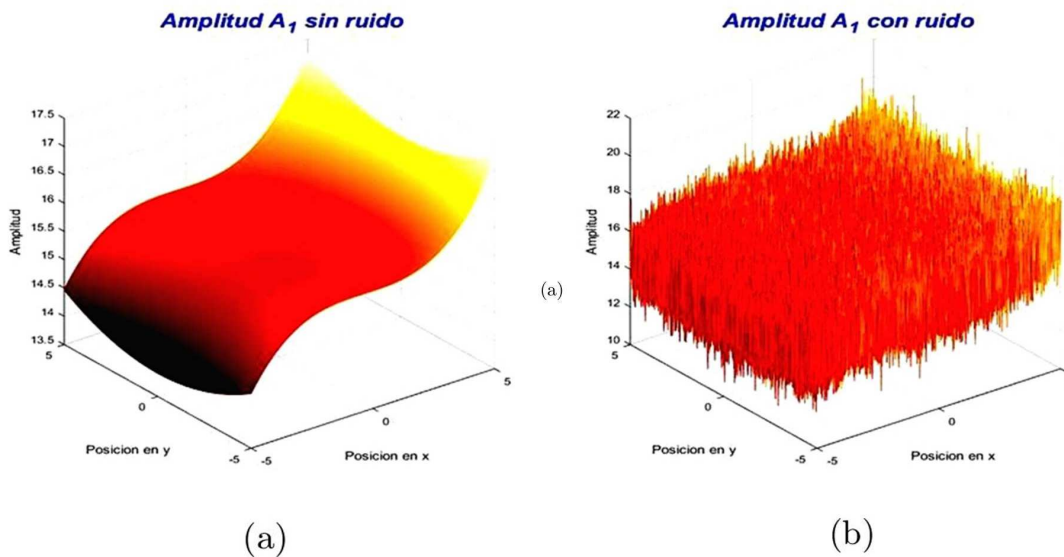 Amplitud A₁ sin ruido
17.5
17
16.5
16
15.5
15
14.5
14
13.5
Amplitud
5
0
-5
Posicion en y
-5
0
5
Posicion en x
(a)
(a)
Amplitud A₁ con ruido
22
20
18
16
14
12
10
Amplitud
5
0
-5
Posicion en y
-5
0
Posicion en x
(b)